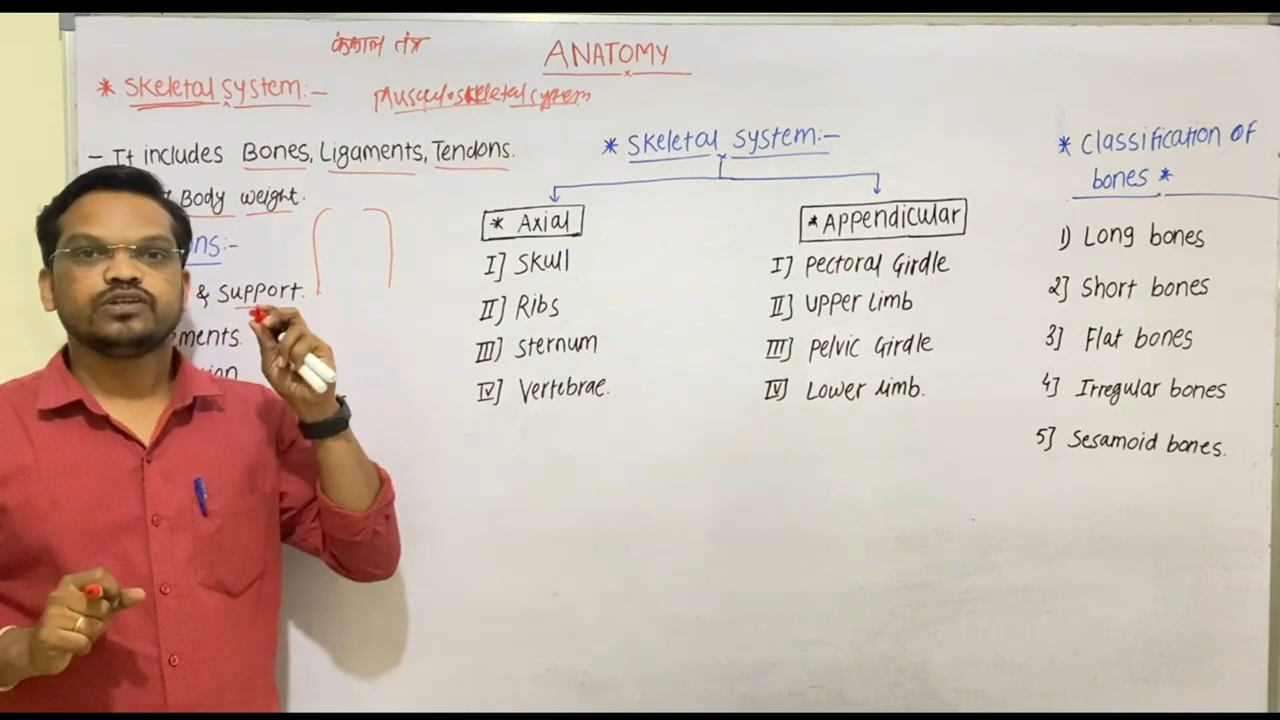 कंकाल तंत्र
ANATOMY
* Skeletal System:-
Musculoskeletal system
- It includes Bones, Ligaments, Tendons.
Body weight.
ns:-
& Support.
ements.
* Skeletal System:-
* Axial
I] Skull
II] Ribs
III] Sternum
IV] Vertebrae.
* Appendicular
I] Pectoral Girdle
II] Upper Limb
III] Pelvic Girdle
IV] Lower Limb.
* Classification of
bones *
1) Long bones
2] Short bones
3] Flat bones
4] Irregular bones
5] Sesamoid bones.